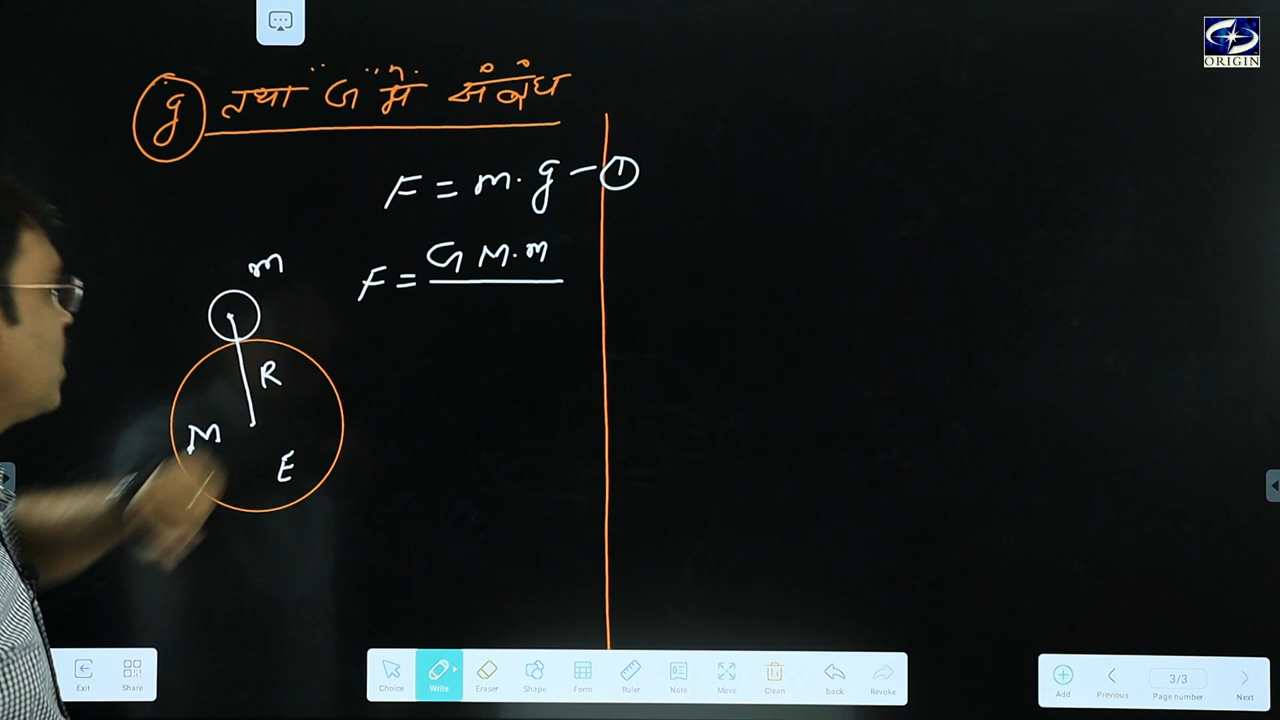 g तथा G में संबंध
F = m. g - ①
F = G M. m
m
R
M
E
ORIGIN
Exit
Share
Choice
Write
Eraser
Shape
Form
Ruler
Note
Move
Clean
back
Revoke
Add
Previous
3/3
Page number
Next